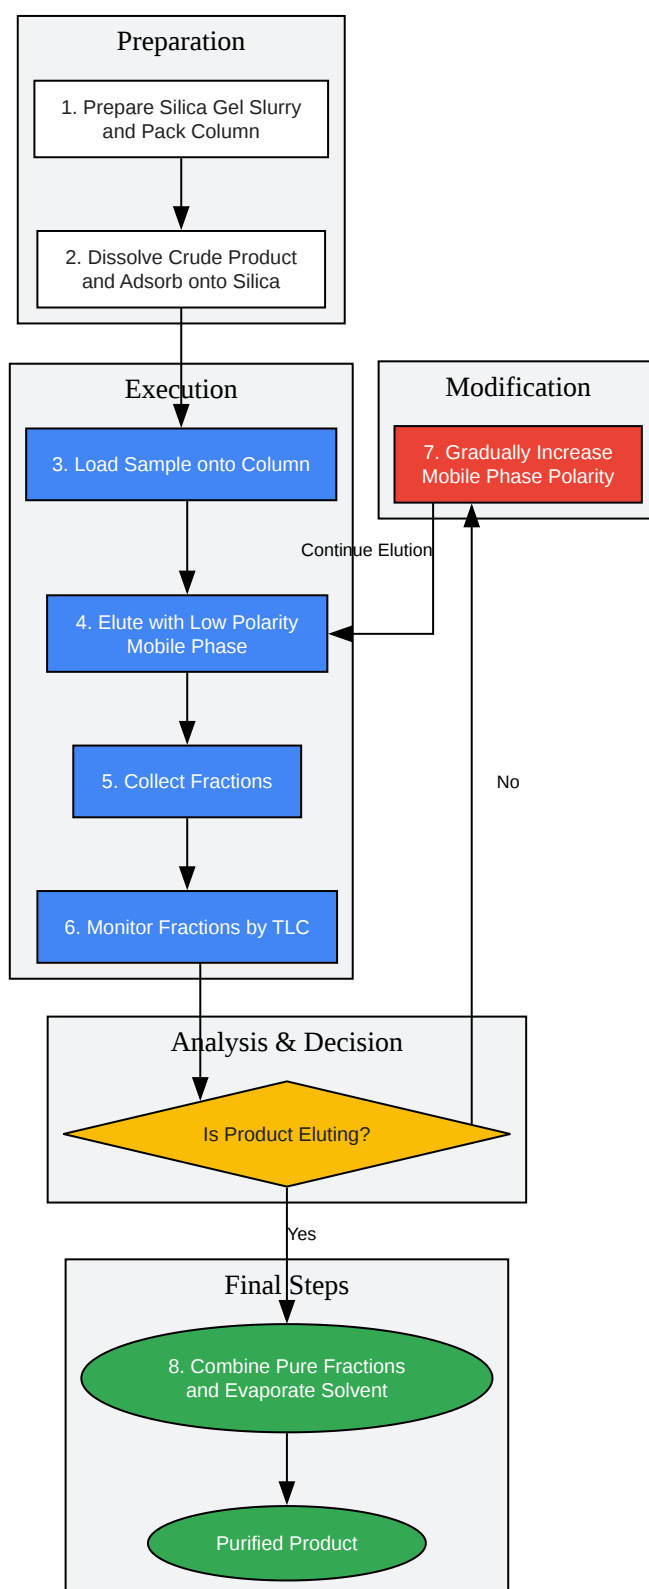 Preparation
1. Prepare Silica Gel Slurry
and Pack Column
2. Dissolve Crude Product
and Adsorb onto Silica
Execution
3. Load Sample onto Column
Modification
7. Gradually Increase
Mobile Phase Polarity
Continue Elution
4. Elute with Low Polarity
Mobile Phase
5. Collect Fractions
No
6. Monitor Fractions by TLC
Analysis & Decision
Is Product Eluting?
Yes
Final Steps
8. Combine Pure Fractions
and Evaporate Solvent
Purified Product